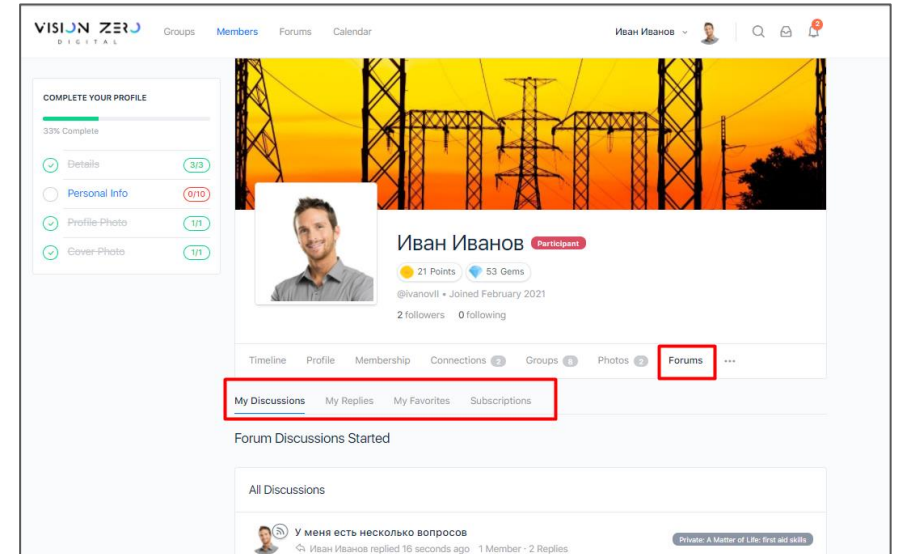 VISION ZERO
DIGITAL
Groups Members Forums Calendar
Иван Иванов
2
COMPLETE YOUR PROFILE
33% Complete
Details 3/3
Personal Info 0/10
Profile Photo 1/1
Cover Photo 1/1
Иван Иванов Participant
21 Points 53 Gems
@ivanovII • Joined February 2021
2 followers 0 following
Timeline Profile Membership Connections 2 Groups 8 Photos 2 Forums •••
My Discussions My Replies My Favorites Subscriptions
Forum Discussions Started
All Discussions
У меня есть несколько вопросов
Иван Иванов replied 16 seconds ago 1 Member · 2 Replies
Private: A Matter of Life: first aid skills